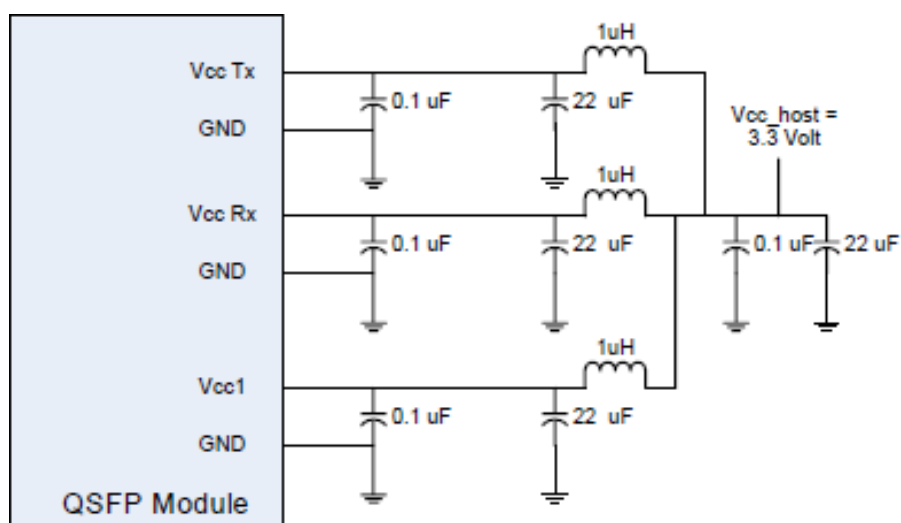 1uH
Vcc Tx
0.1 uF
22 uF
GND
Vcc_host =
3.3 Volt
1uH
Vcc Rx
0.1 uF
22 uF
0.1 uF
22 uF
GND
1uH
Vcc1
0.1 uF
22 uF
GND
QSFP Module